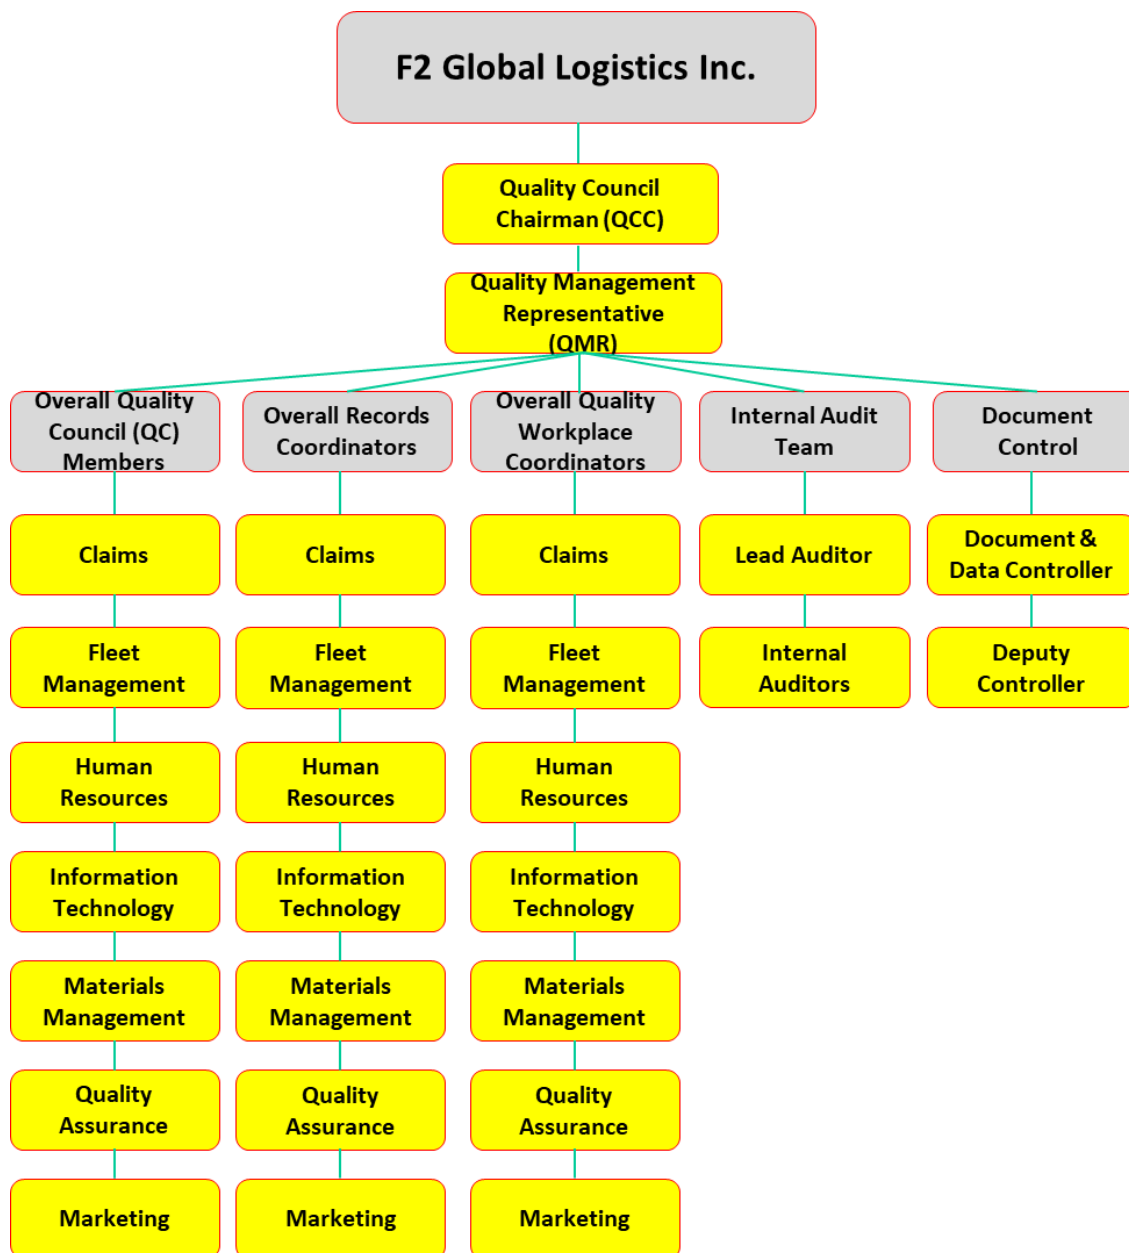 F2 Global Logistics Inc.
Quality Council
Chairman (QCC)
Quality Management
Representative
(QMR)
Overall Quality
Council (QC)
Members
Overall Records
Coordinators
Overall Quality
Workplace
Coordinators
Internal Audit
Team
Document
Control
Claims
Claims
Claims
Lead Auditor
Document &
Data Controller
Fleet
Management
Fleet
Management
Fleet
Management
Internal
Auditors
Deputy
Controller
Human
Resources
Human
Resources
Human
Resources
Information
Technology
Information
Technology
Information
Technology
Materials
Management
Materials
Management
Materials
Management
Quality
Assurance
Quality
Assurance
Quality
Assurance
Marketing
Marketing
Marketing